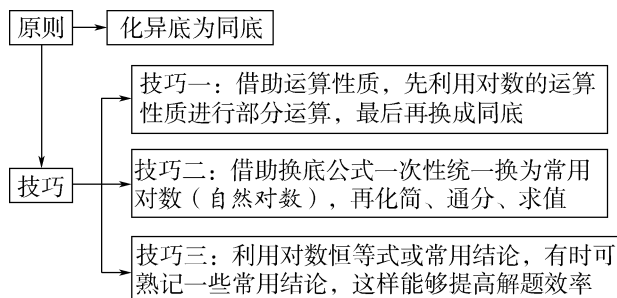 原则
化异底为同底
技巧一：借助运算性质，先利用对数的运算
性质进行部分运算，最后再换成同底
技巧
技巧二：借助换底公式一次性统一换为常用
对数（自然对数），再化简、通分、求值
技巧三：利用对数恒等式或常用结论，有时可
熟记一些常用结论，这样能够提高解题效率